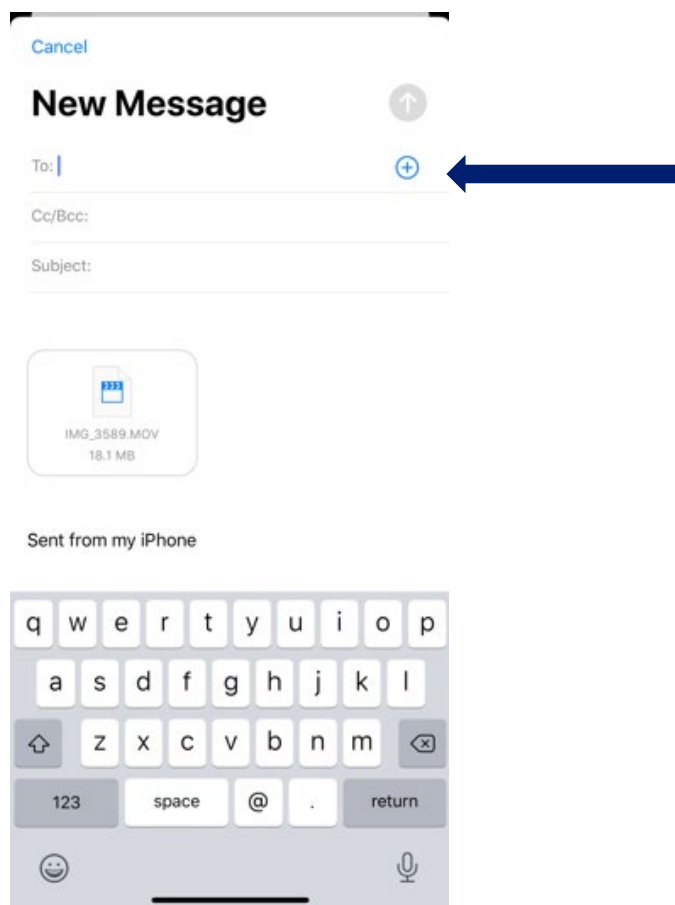 Cancel
New Message
To:
Cc/Bcc:
Subject:
IMG_3589.MOV
18.1 MB
Sent from my iPhone
q w e r t y u i o p
a s d f g h j k l
z x c v b n m
123 space @ . return